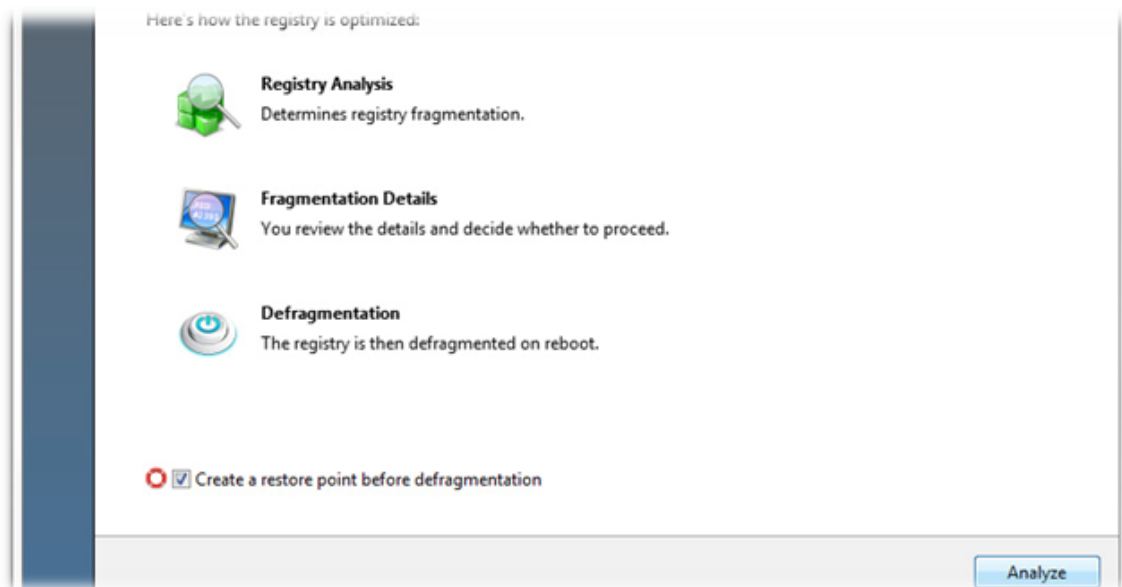 Here's how the registry is optimized:
Registry Analysis
Determines registry fragmentation.
Fragmentation Details
You review the details and decide whether to proceed.
Defragmentation
The registry is then defragmented on reboot.
Create a restore point before defragmentation
Analyze